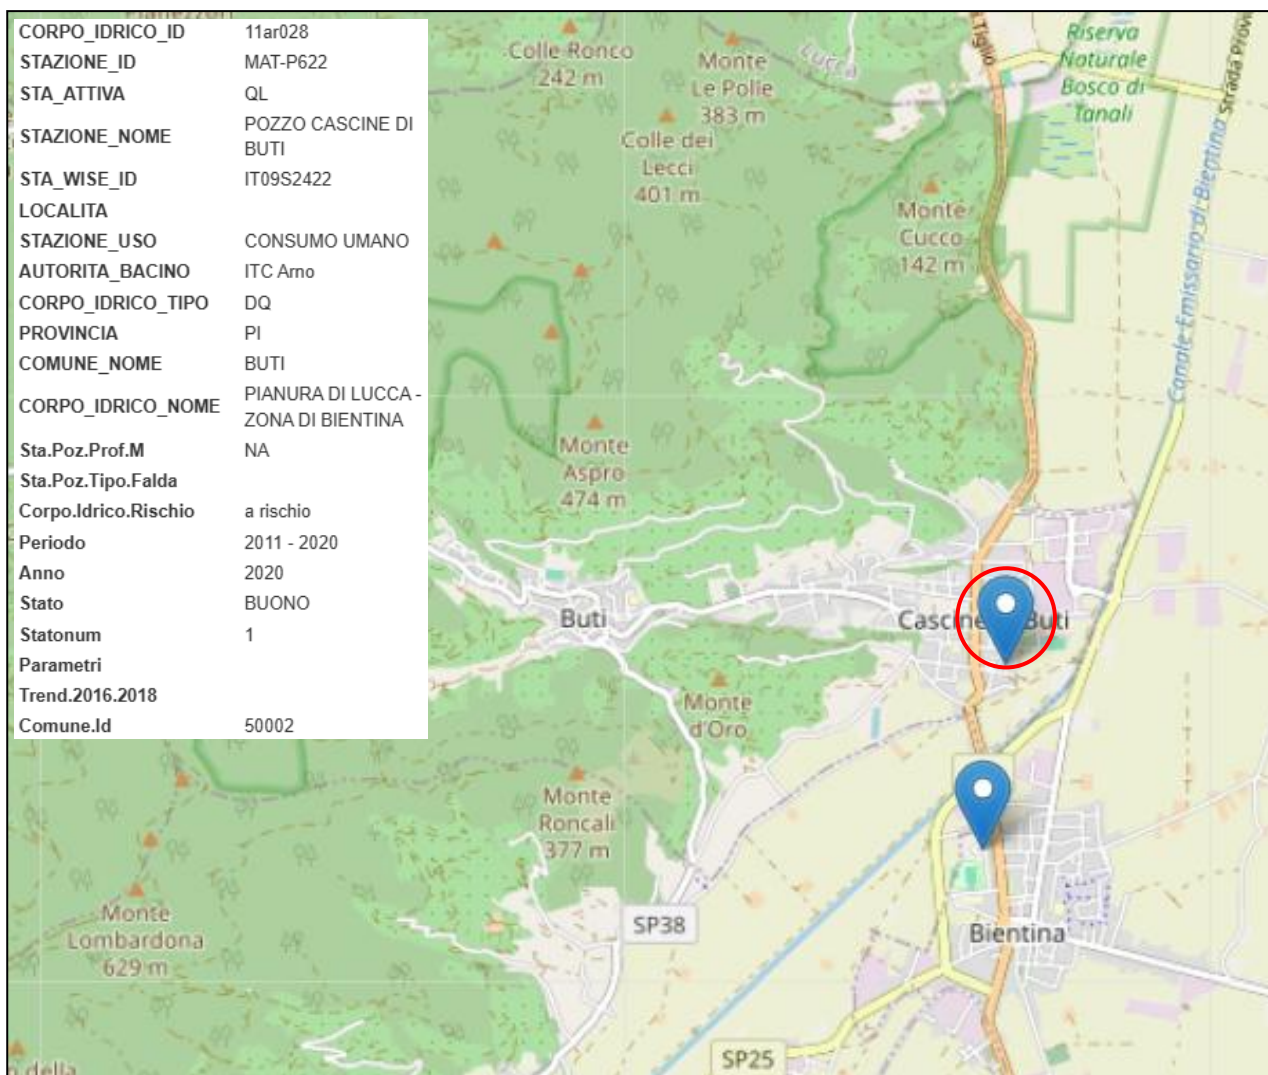 CORPO_IDRICO_ID 11ar028
STAZIONE_ID MAT-P622
STA_ATTIVA QL
STAZIONE_NOME POZZO CASCINE DI
BUTI
STA_WISE_ID IT09S2422
LOCALITA
STAZIONE_USO CONSUMO UMANO
AUTORITA_BACINO ITC Arno
CORPO_IDRICO_TIPO DQ
PROVINCIA PI
COMUNE_NOME BUTI
CORPO_IDRICO_NOME PIANURA DI LUCCA -
ZONA DI BIENTINA
Sta.Poz.Prof.M NA
Sta.Poz.Tipo.Falda
Corpo.Idrico.Rischio a rischio
Periodo 2011 - 2020
Anno 2020
Stato BUONO
Statonum 1
Parametri
Trend.2016.2018
Comune.Id 50002
Colle Ronco
242 m
Monte
Le Polle
383 m
Lucca
Tiglio
Riserva
Naturale
Bosco di
Tanali
Strada Prov
Colle dei
Lecci
401 m
Monte
Cucco
142 m
Canale Emissario di Bientina
Monte
Aspro
474 m
Buti
Cascine Buti
Monte
d'Oro
Monte
Roncali
377 m
Monte
Lombardona
629 m
SP38
Bientina
SP25
della